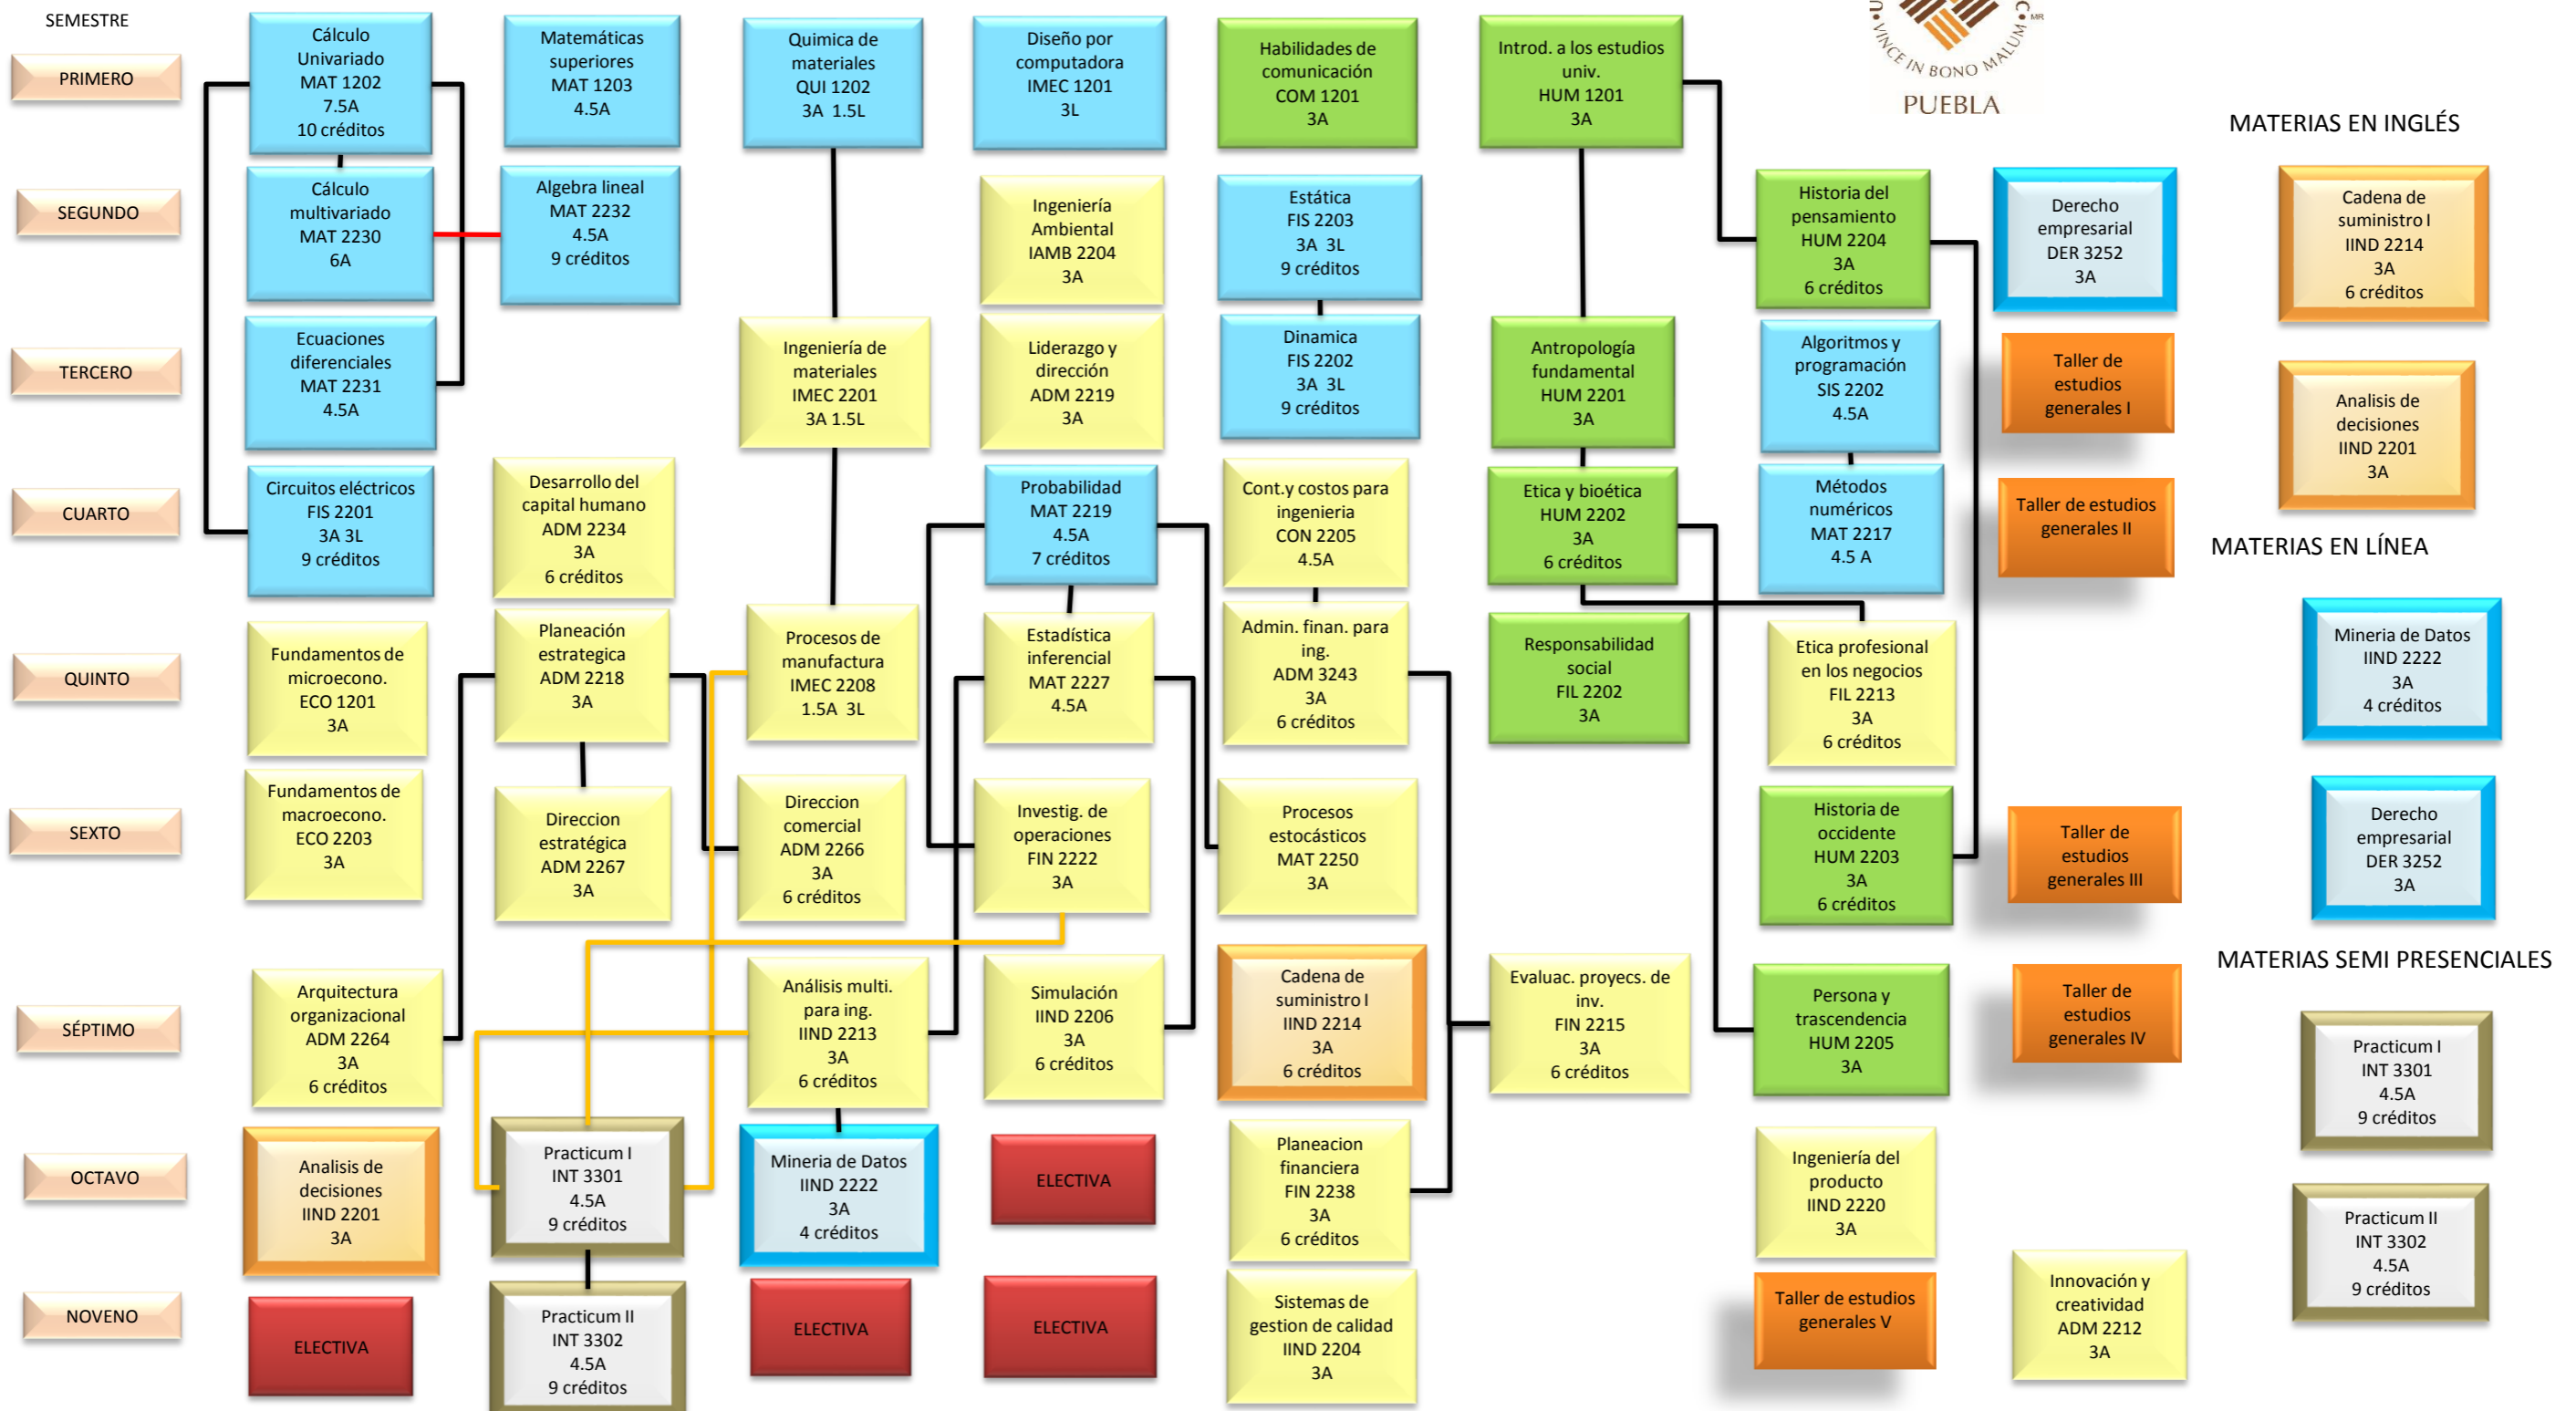 SEMESTRE
PRIMERO
Cálculo
Univariado
MAT 1202
7.5A
10 créditos
Matemáticas
superiores
MAT 1203
4.5A
Quimica de
materiales
QUI 1202
3A 1.5L
Diseño por
computadora
IMEC 1201
3L
Habilidades de
comunicación
COM 1201
3A
Introd. a los estudios
univ.
HUM 1201
3A
VINCE IN BONO MALUM
MR
PUEBLA
MATERIAS EN INGLÉS
SEGUNDO
Cálculo
multivariado
MAT 2230
6A
Algebra lineal
MAT 2232
4.5A
9 créditos
Ingeniería
Ambiental
IAMB 2204
3A
Estática
FIS 2203
3A 3L
9 créditos
Historia del
pensamiento
HUM 2204
3A
6 créditos
Derecho
empresarial
DER 3252
3A
Cadena de
suministro I
IIND 2214
3A
6 créditos
TERCERO
Ecuaciones
diferenciales
MAT 2231
4.5A
Ingeniería de
materiales
IMEC 2201
3A 1.5L
Liderazgo y
dirección
ADM 2219
3A
Dinamica
FIS 2202
3A 3L
9 créditos
Antropología
fundamental
HUM 2201
3A
Algoritmos y
programación
SIS 2202
4.5A
Taller de
estudios
generales I
Analisis de
decisiones
IIND 2201
3A
CUARTO
Circuitos eléctricos
FIS 2201
3A 3L
9 créditos
Desarrollo del
capital humano
ADM 2234
3A
6 créditos
Probabilidad
MAT 2219
4.5A
7 créditos
Cont.y costos para
ingenieria
CON 2205
4.5A
Etica y bioética
HUM 2202
3A
6 créditos
Métodos
numéricos
MAT 2217
4.5 A
Taller de estudios
generales II
MATERIAS EN LÍNEA
QUINTO
Fundamentos de
microecono.
ECO 1201
3A
Planeación
estrategica
ADM 2218
3A
Procesos de
manufactura
IMEC 2208
1.5A 3L
Estadística
inferencial
MAT 2227
4.5A
Admin. finan. para
ing.
ADM 3243
3A
6 créditos
Responsabilidad
social
FIL 2202
3A
Etica profesional
en los negocios
FIL 2213
3A
6 créditos
Mineria de Datos
IIND 2222
3A
4 créditos
SEXTO
Fundamentos de
macroecono.
ECO 2203
3A
Direccion
estratégica
ADM 2267
3A
Direccion
comercial
ADM 2266
3A
6 créditos
Investig. de
operaciones
FIN 2222
3A
Procesos
estocásticos
MAT 2250
3A
Historia de
occidente
HUM 2203
3A
6 créditos
Taller de
estudios
generales III
Derecho
empresarial
DER 3252
3A
MATERIAS SEMI PRESENCIALES
SÉPTIMO
Arquitectura
organizacional
ADM 2264
3A
6 créditos
Análisis multi.
para ing.
IIND 2213
3A
6 créditos
Simulación
IIND 2206
3A
6 créditos
Cadena de
suministro I
IIND 2214
3A
6 créditos
Evaluac. proyecs. de
inv.
FIN 2215
3A
6 créditos
Persona y
trascendencia
HUM 2205
3A
Taller de
estudios
generales IV
Practicum I
INT 3301
4.5A
9 créditos
OCTAVO
Analisis de
decisiones
IIND 2201
3A
Practicum I
INT 3301
4.5A
9 créditos
Mineria de Datos
IIND 2222
3A
4 créditos
ELECTIVA
Planeacion
financiera
FIN 2238
3A
6 créditos
Ingeniería del
producto
IIND 2220
3A
Practicum II
INT 3302
4.5A
9 créditos
NOVENO
ELECTIVA
Practicum II
INT 3302
4.5A
9 créditos
ELECTIVA
ELECTIVA
Sistemas de
gestion de calidad
IIND 2204
3A
Taller de estudios
generales V
Innovación y
creatividad
ADM 2212
3A